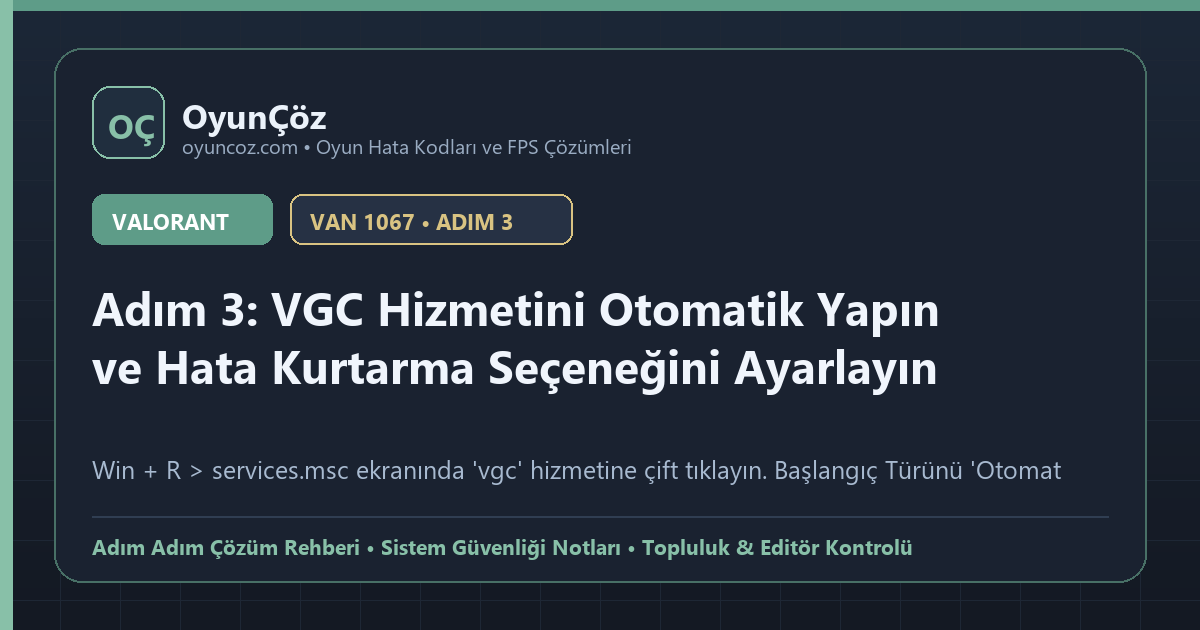 OÇ
OyunÇöz
oyuncoz.com • Oyun Hata Kodları ve FPS Çözümleri
VALORANT
VAN 1067 • ADIM 3
Adım 3: VGC Hizmetini Otomatik Yapın
ve Hata Kurtarma Seçeneğini Ayarlayın
Win + R > services.msc ekranında 'vgc' hizmetine çift tıklayın. Başlangıç Türünü 'Otomat
Adım Adım Çözüm Rehberi • Sistem Güvenliği Notları • Topluluk & Editör Kontrolü